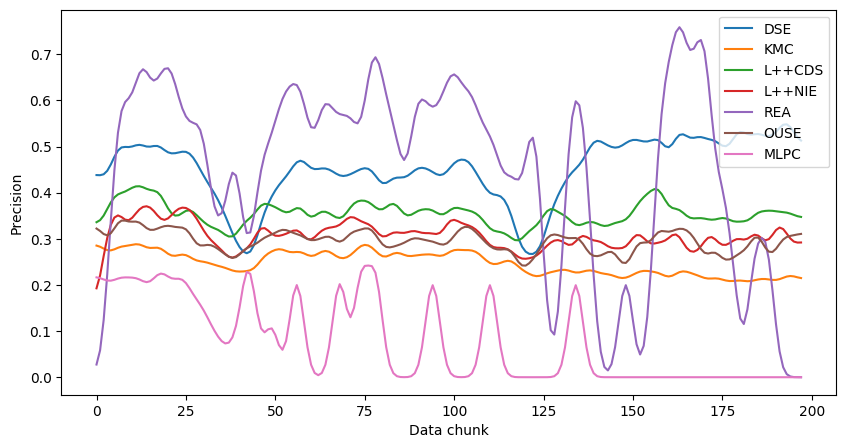 0.7
0.6
0.5
0.4
0.3
0.2
0.1
0.0
Precision
0
25
50
75
100
125
150
175
200
Data chunk
DSE
KMC
L++CDS
L++NIE
REA
OUSE
MLPC